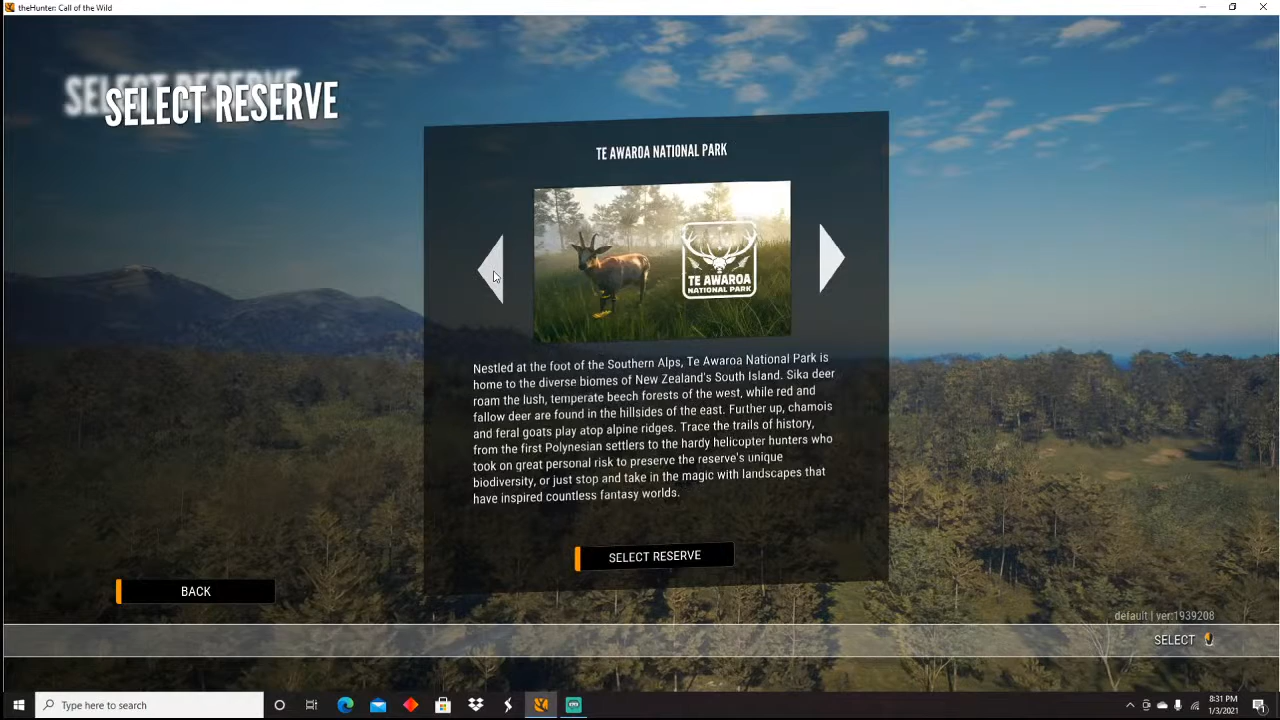 theHunter: Call of the Wild
SELECT RESERVE
SELECT RESERVE
TE AWAROA NATIONAL PARK
TE AWAROA
NATIONAL PARK
Nestled at the foot of the Southern Alps, Te Awaroa National Park is
home to the diverse biomes of New Zealand's South Island. Sika deer
roam the lush, temperate beech forests of the west, while red and
fallow deer are found in the hillsides of the east. Further up, chamois
and feral goats play atop alpine ridges. Trace the trails of history,
from the first Polynesian settlers to the hardy helicopter hunters who
took on great personal risk to preserve the reserve's unique
biodiversity, or just stop and take in the magic with landscapes that
have inspired countless fantasy worlds.
SELECT RESERVE
BACK
default | ver:1939208
SELECT
Type here to search
8:31 PM
1/3/2021